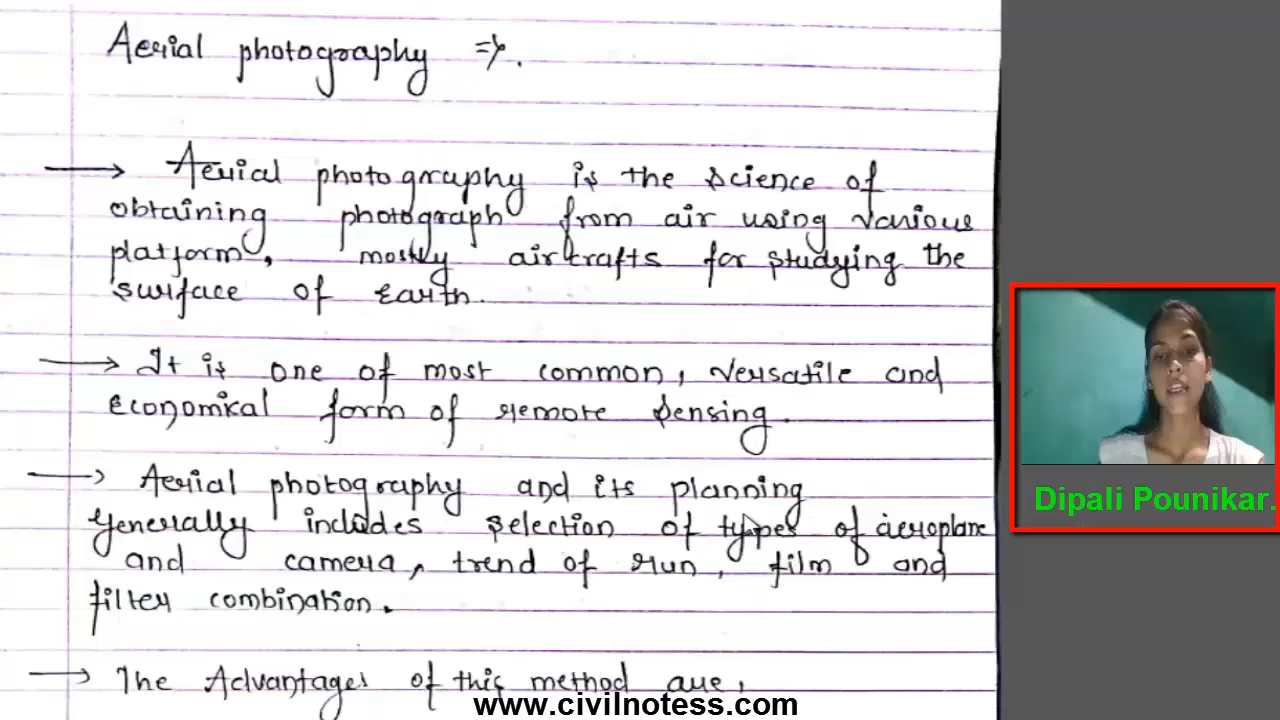 Aerial photography =>.
→ Aerial photography is the science of
obtaining photograph from air using various
platform, mostly aircrafts for studying the
surface of Earth.
→ It is one of most common, versatile and
Economical form of remote sensing.
→ Aerial photography and its planning
Generally includes selection of types of aeroplane
and camera, trend of run, film and
filter combination.
→ The Advantages of this method are,
www.civilnotess.com
Dipali Pounikar.